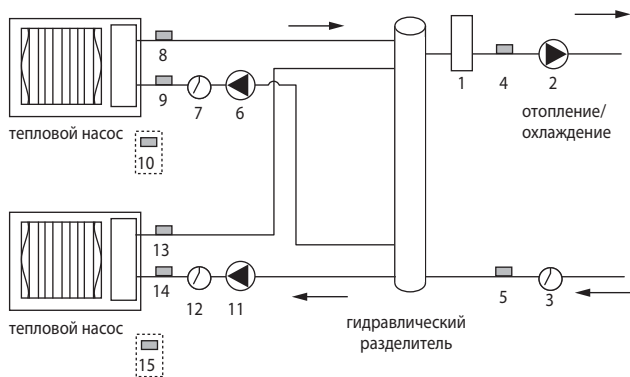 8
9
7
6
1
4
2
тепловой насос
отопление/
охлаждение
10
13
14
12
11
5
3
тепловой насос
гидравлический
разделитель
15